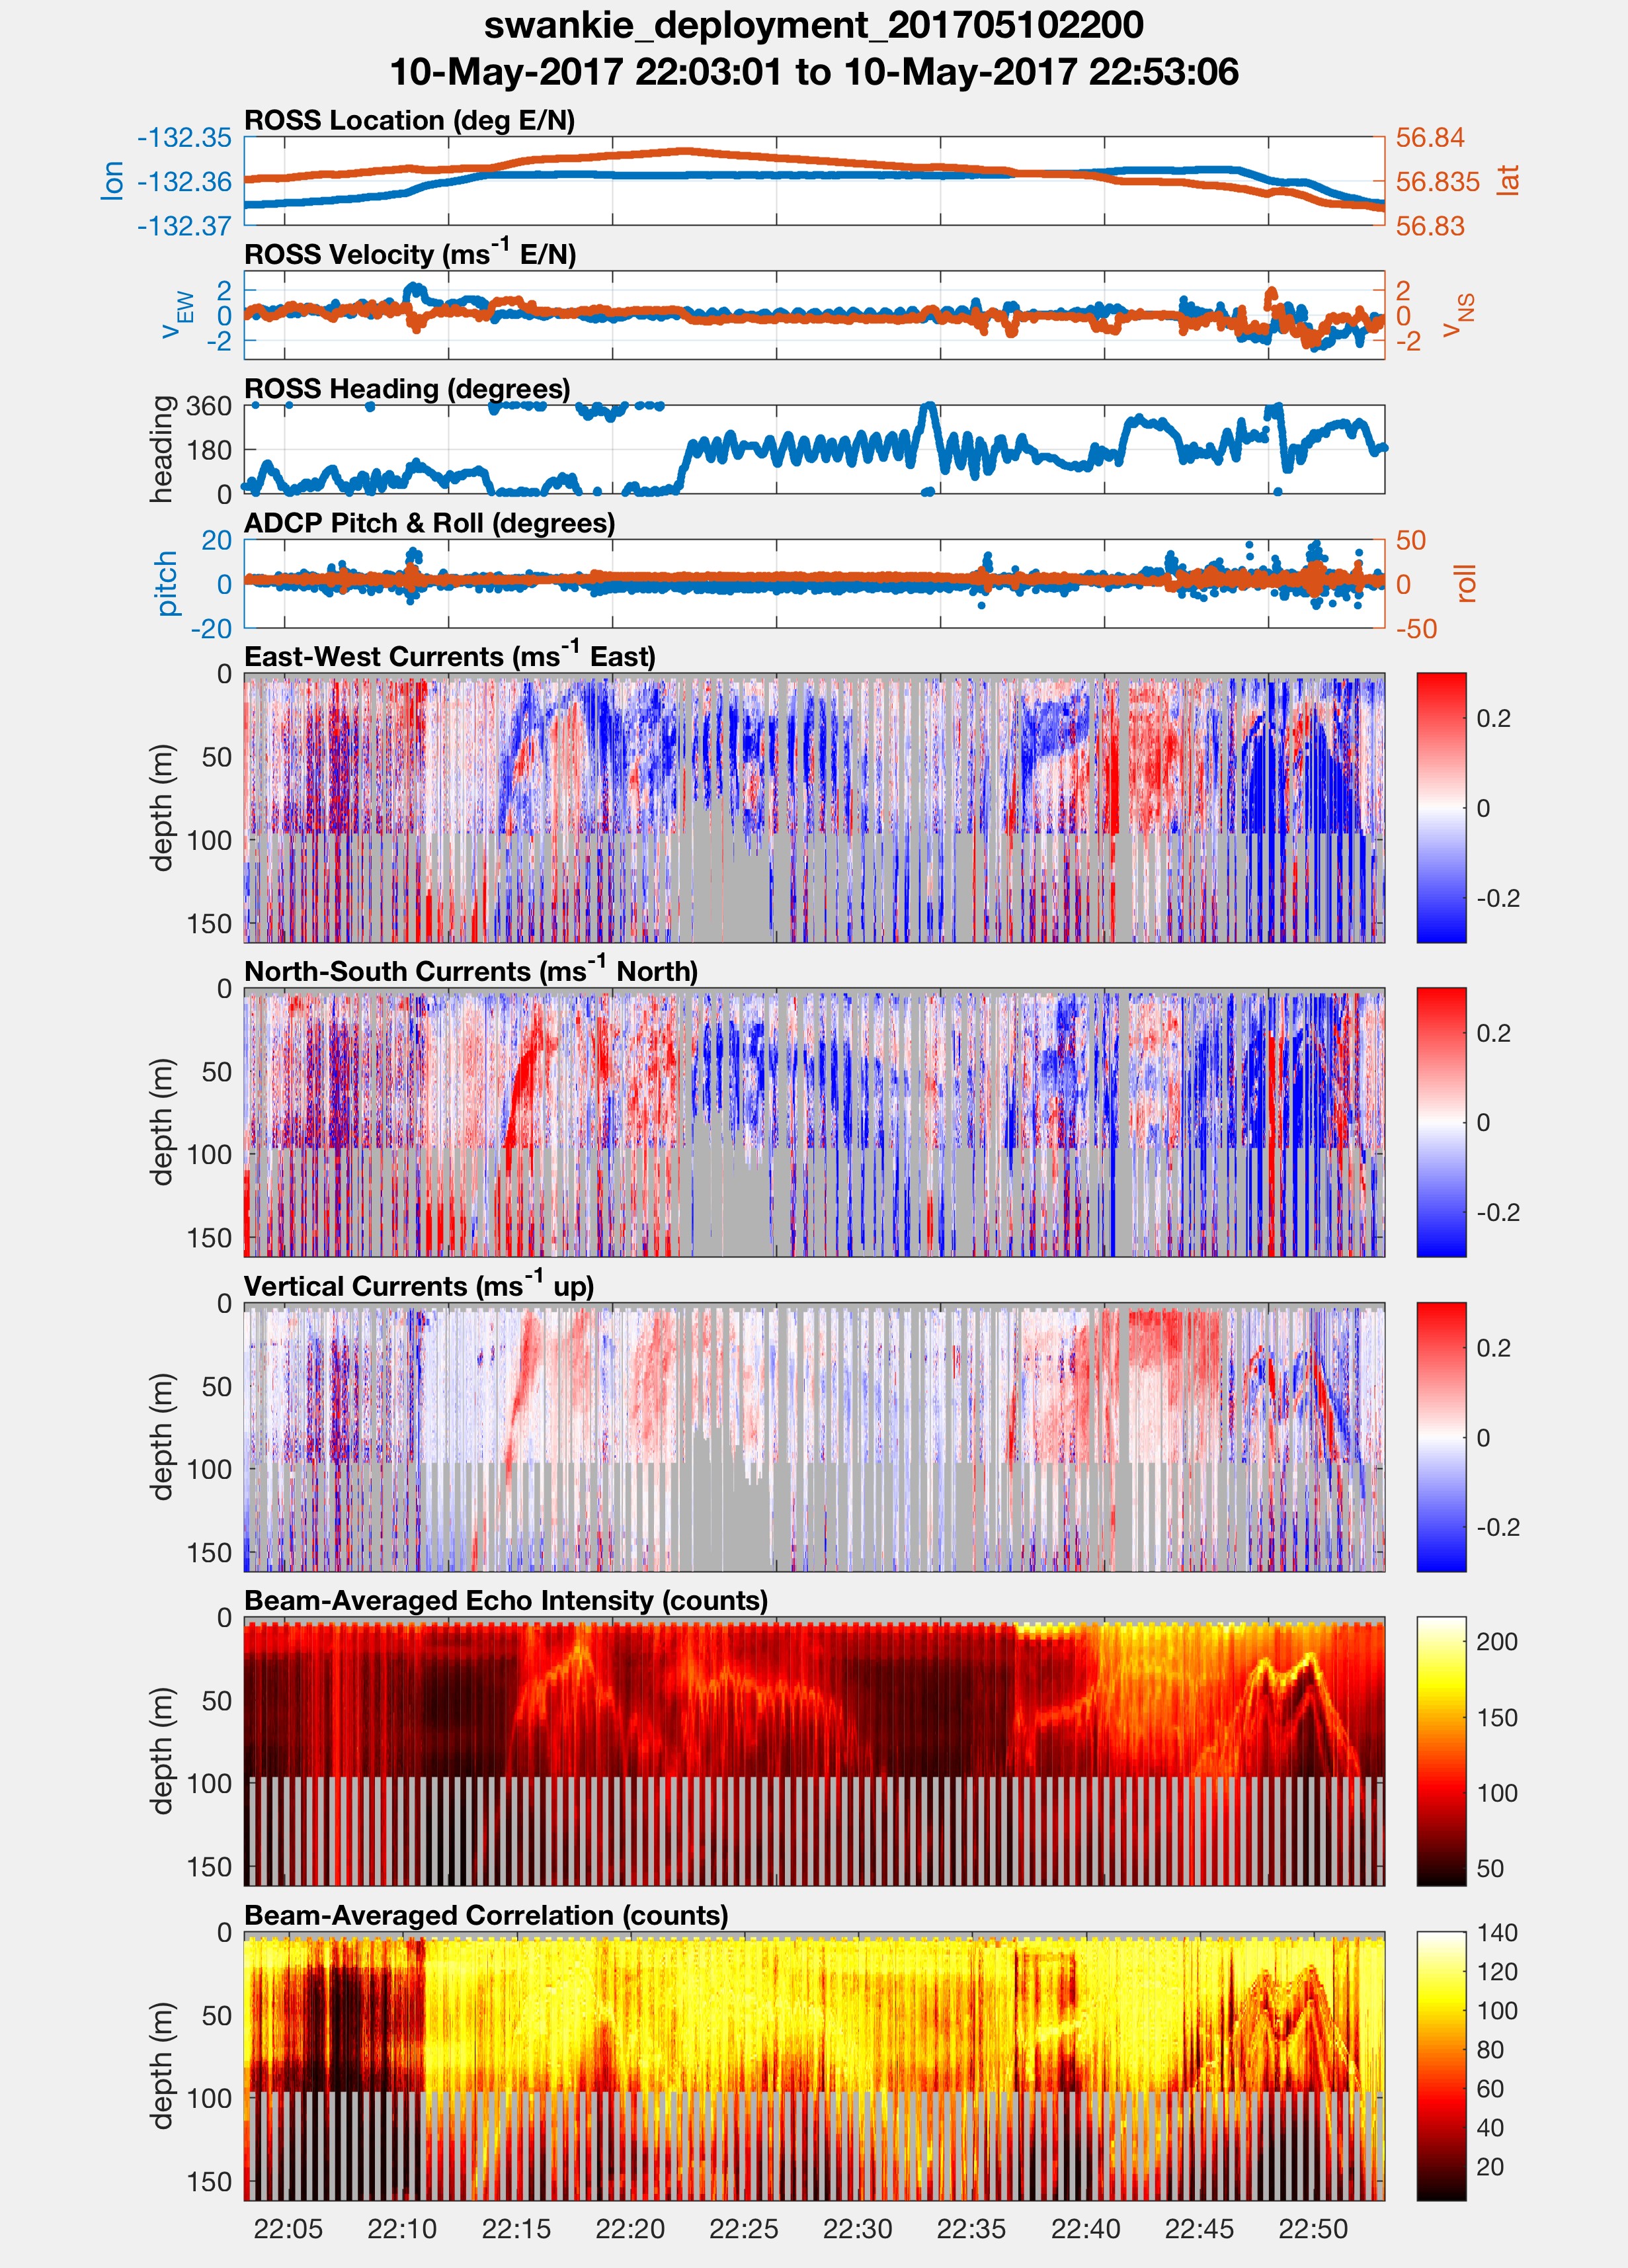 swankie_deployment_201705102200
10-May-2017 22:03:01 to 10-May-2017 22:53:06
ROSS Location (deg E/N)
-132.35
-132.36
-132.37
lon
56.84
56.835
56.83
lat
ROSS Velocity (ms-1 E/N)
2
0
-2
vEW
2
0
-2
vNS
ROSS Heading (degrees)
360
180
0
heading
ADCP Pitch & Roll (degrees)
20
0
-20
pitch
50
0
-50
roll
East-West Currents (ms-1 East)
0
50
100
150
depth (m)
0.2
0
-0.2
North-South Currents (ms-1 North)
0
50
100
150
depth (m)
0.2
0
-0.2
Vertical Currents (ms-1 up)
0
50
100
150
depth (m)
0.2
0
-0.2
Beam-Averaged Echo Intensity (counts)
0
50
100
150
depth (m)
200
150
100
50
Beam-Averaged Correlation (counts)
0
50
100
150
depth (m)
140
120
100
80
60
40
20
22:05 22:10 22:15 22:20 22:25 22:30 22:35 22:40 22:45 22:50